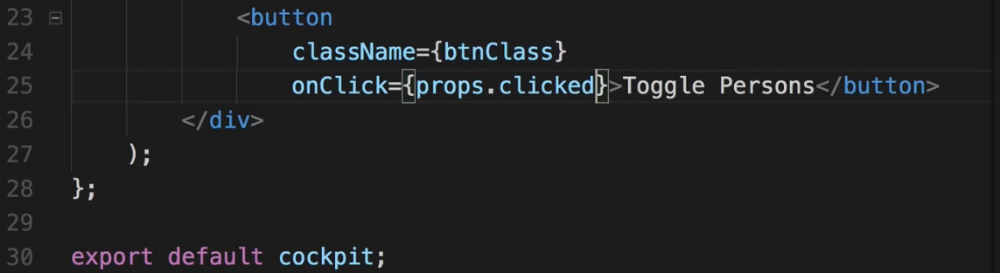 23 <button
24 className={btnClass}
25 onClick={props.clicked}>Toggle Persons</button>
26 </div>
27 );
28 };
29
30 export default cockpit;